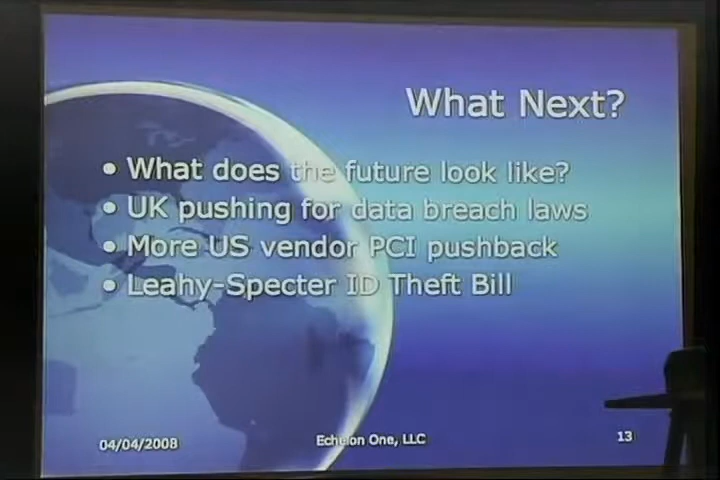 What Next?
• What does the future look like?
• UK pushing for data breach laws
• More US vendor PCI pushback
• Leahy-Specter ID Theft Bill
04/04/2008 Echelon One, LLC 13